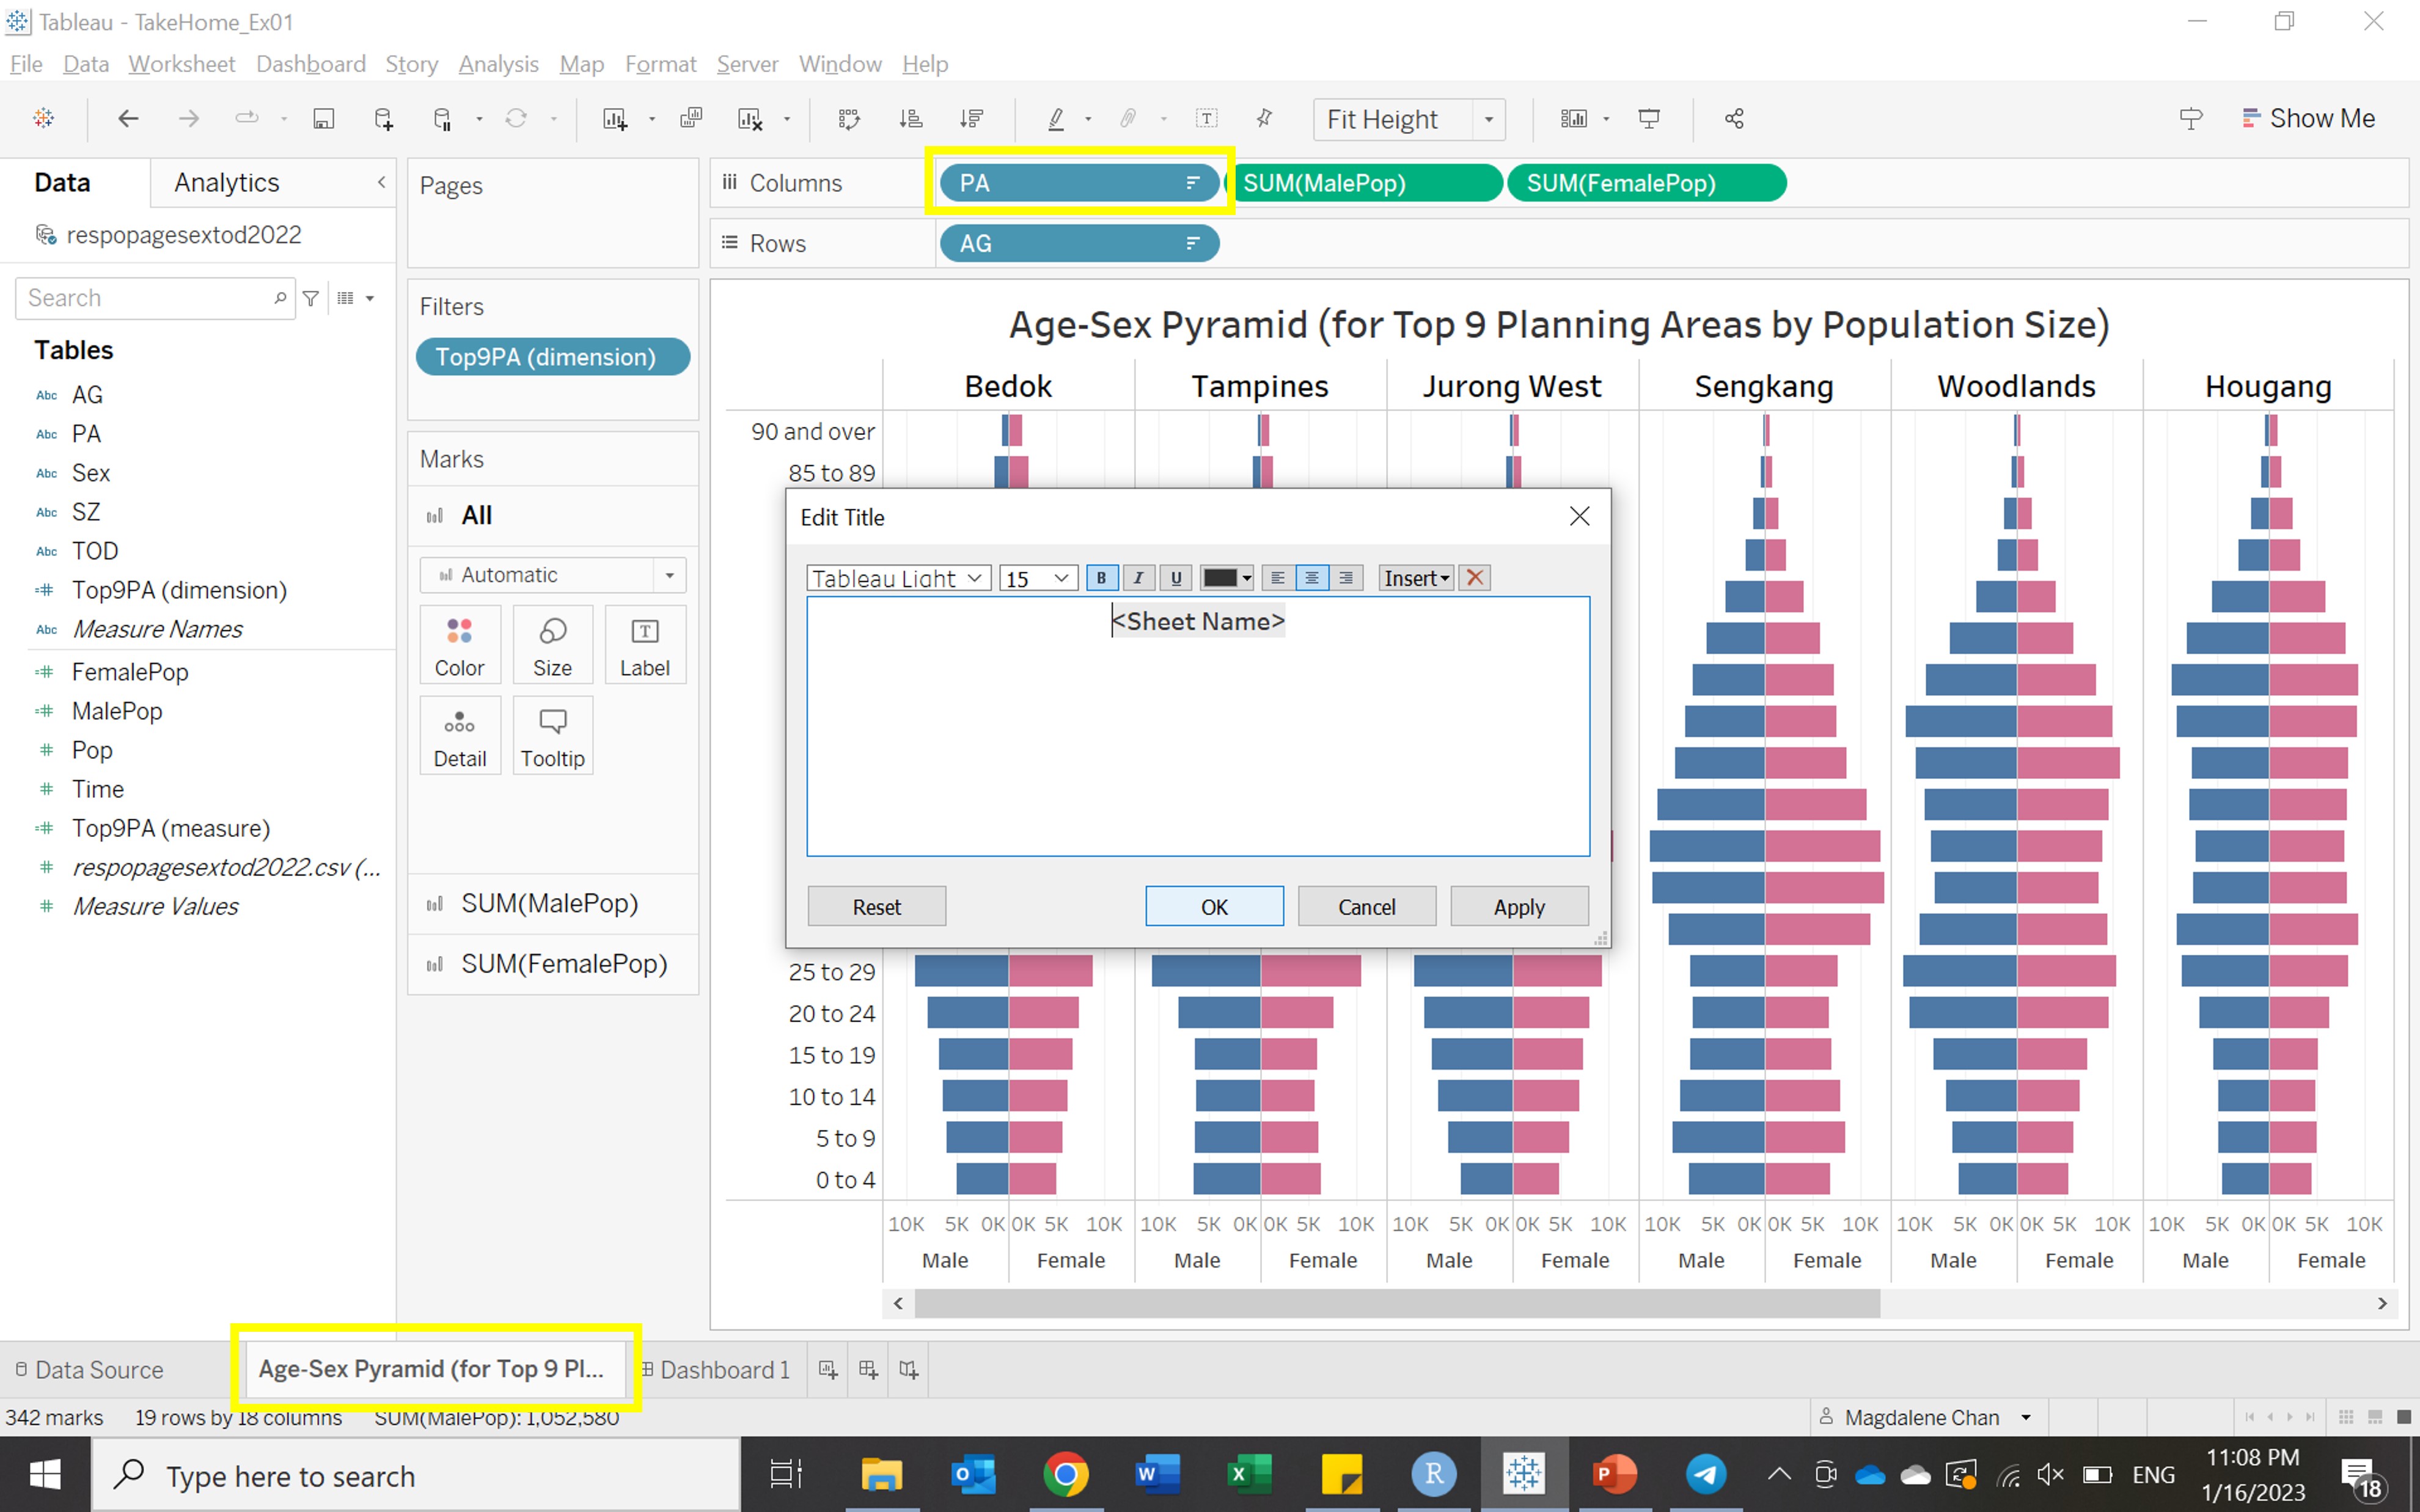 Tableau - TakeHome_Ex01
File Data Worksheet Dashboard Story Analysis Map Format Server Window Help
Fit Height
Show Me
Data Analytics
respopagesextod2022
Search
Tables
Abc AG
Abc PA
Abc Sex
Abc SZ
Abc TOD
=# Top9PA (dimension)
Abc Measure Names
=# FemalePop
=# MalePop
# Pop
# Time
=# Top9PA (measure)
# respopagesextod2022.csv (...
# Measure Values
Pages
Filters
Top9PA (dimension)
Marks
All
Automatic
Color Size Label
Detail Tooltip
SUM(MalePop)
SUM(FemalePop)
Columns PA SUM(MalePop) SUM(FemalePop)
Rows AG
Age-Sex Pyramid (for Top 9 Planning Areas by Population Size)
Bedok Tampines Jurong West Sengkang Woodlands Hougang
90 and over
85 to 89
Edit Title
Tableau Light 15 B I U Insert
<Sheet Name>
Reset OK Cancel Apply
25 to 29
20 to 24
15 to 19
10 to 14
5 to 9
0 to 4
10K 5K 0K 0K 5K 10K 10K 5K 0K 0K 5K 10K 10K 5K 0K 0K 5K 10K 10K 5K 0K 0K 5K 10K 10K 5K 0K 0K 5K 10K 10K 5K 0K 0K 5K 10K
Male Female Male Female Male Female Male Female Male Female Male Female
Data Source Age-Sex Pyramid (for Top 9 Pl... Dashboard 1
342 marks 19 rows by 18 columns SUM(MalePop): 1,052,580 Magdalene Chan
Type here to search
ENG
11:08 PM
1/16/2023
18